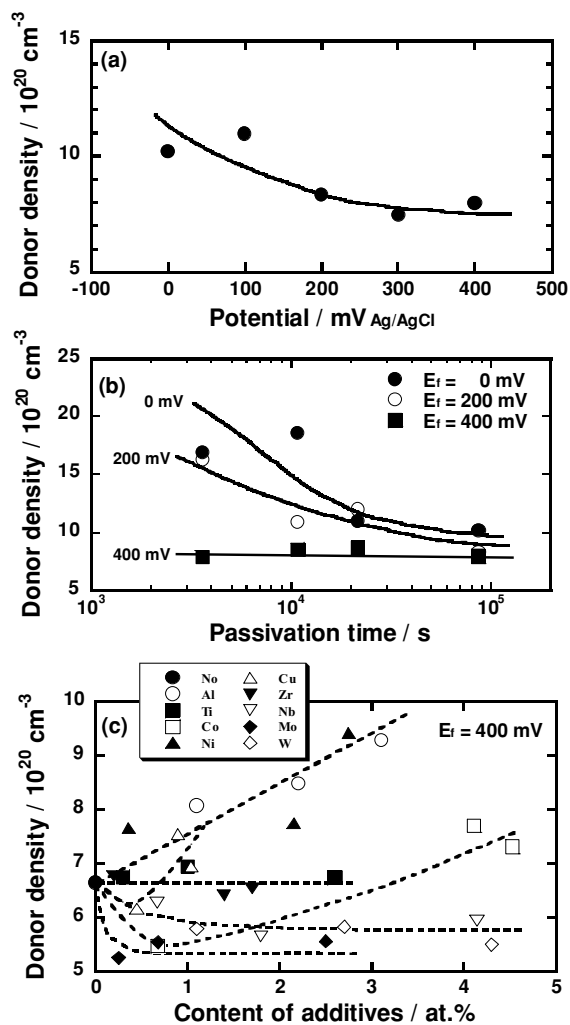 15
(a)
10
5
-100 0 100 200 300 400 500
Donor density / 10^20 cm^-3
Potential / mV Ag/AgCl
25
(b)
20
15
10
5
0 mV
200 mV
400 mV
E_f = 0 mV
E_f = 200 mV
E_f = 400 mV
10^3 10^4 10^5
Donor density / 10^20 cm^-3
Passivation time / s
No Cu
Al Zr
Ti Nb
Co Mo
Ni W
10
(c)
E_f = 400 mV
9
8
7
6
5
0 1 2 3 4 5
Donor density / 10^20 cm^-3
Content of additives / at.%